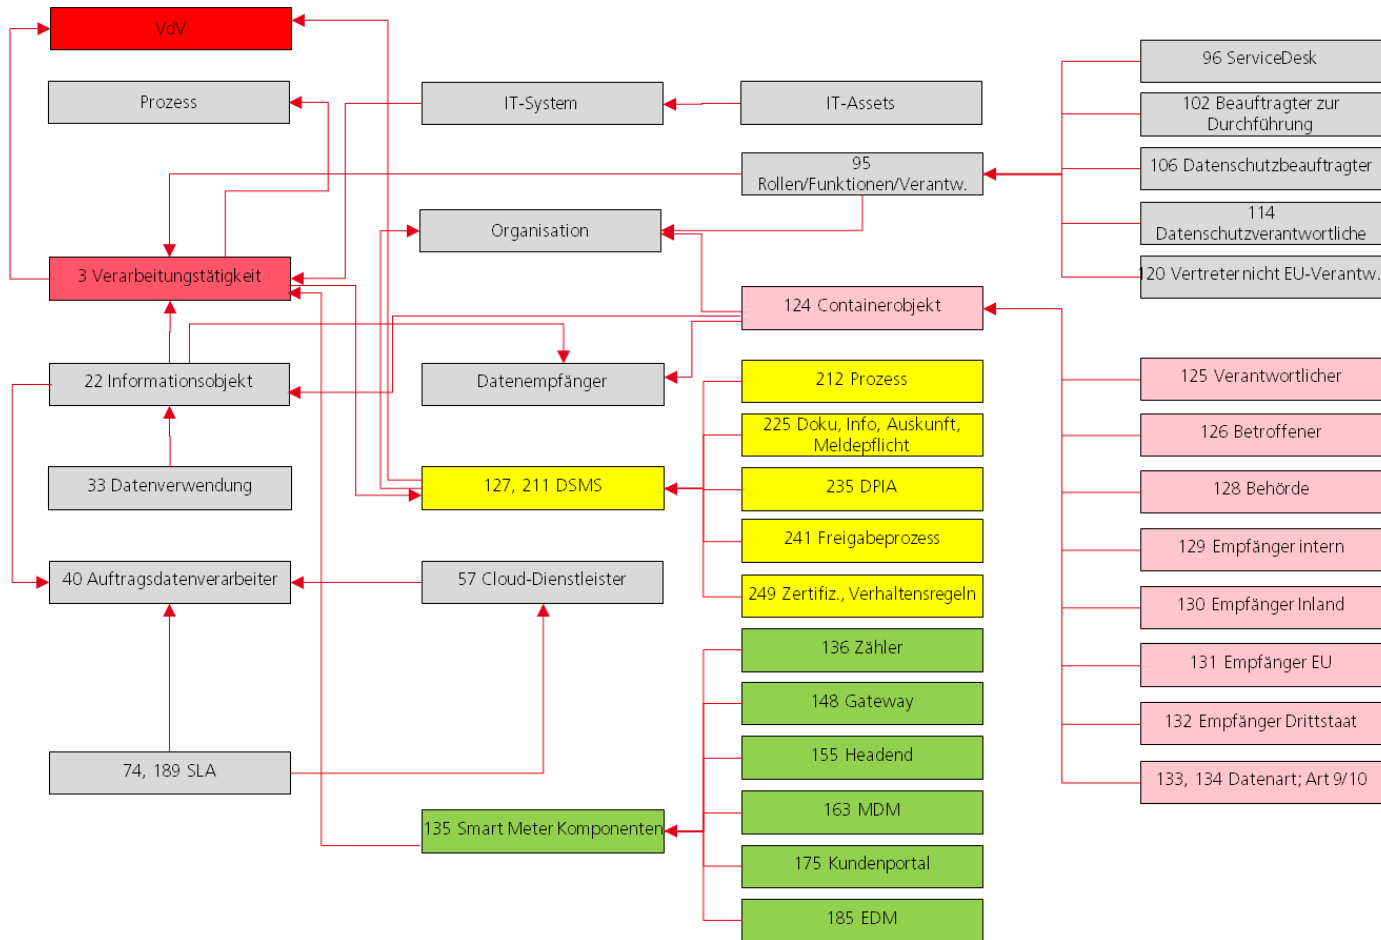 VdV
Prozess
IT-System
IT-Assets
95
Rollen/Funktionen/Verantw.
Organisation
3 Verarbeitungstätigkeit
124 Containerobjekt
22 Informationsobjekt
Datenempfänger
33 Datenverwendung
127, 211 DSMS
40 Auftragsdatenverarbeiter
57 Cloud-Dienstleister
74, 189 SLA
135 Smart Meter Komponenten
212 Prozess
225 Doku, Info, Auskunft,
Meldepflicht
235 DPIA
241 Freigabeprozess
249 Zertifiz., Verhaltensregeln
136 Zähler
148 Gateway
155 Headend
163 MDM
175 Kundenportal
185 EDM
96 ServiceDesk
102 Beauftragter zur
Durchführung
106 Datenschutzbeauftragter
114
Datenschutzverantwortliche
120 Vertreter nicht EU-Verantw.
125 Verantwortlicher
126 Betroffener
128 Behörde
129 Empfänger intern
130 Empfänger Inland
131 Empfänger EU
132 Empfänger Drittstaat
133, 134 Datenart; Art 9/10